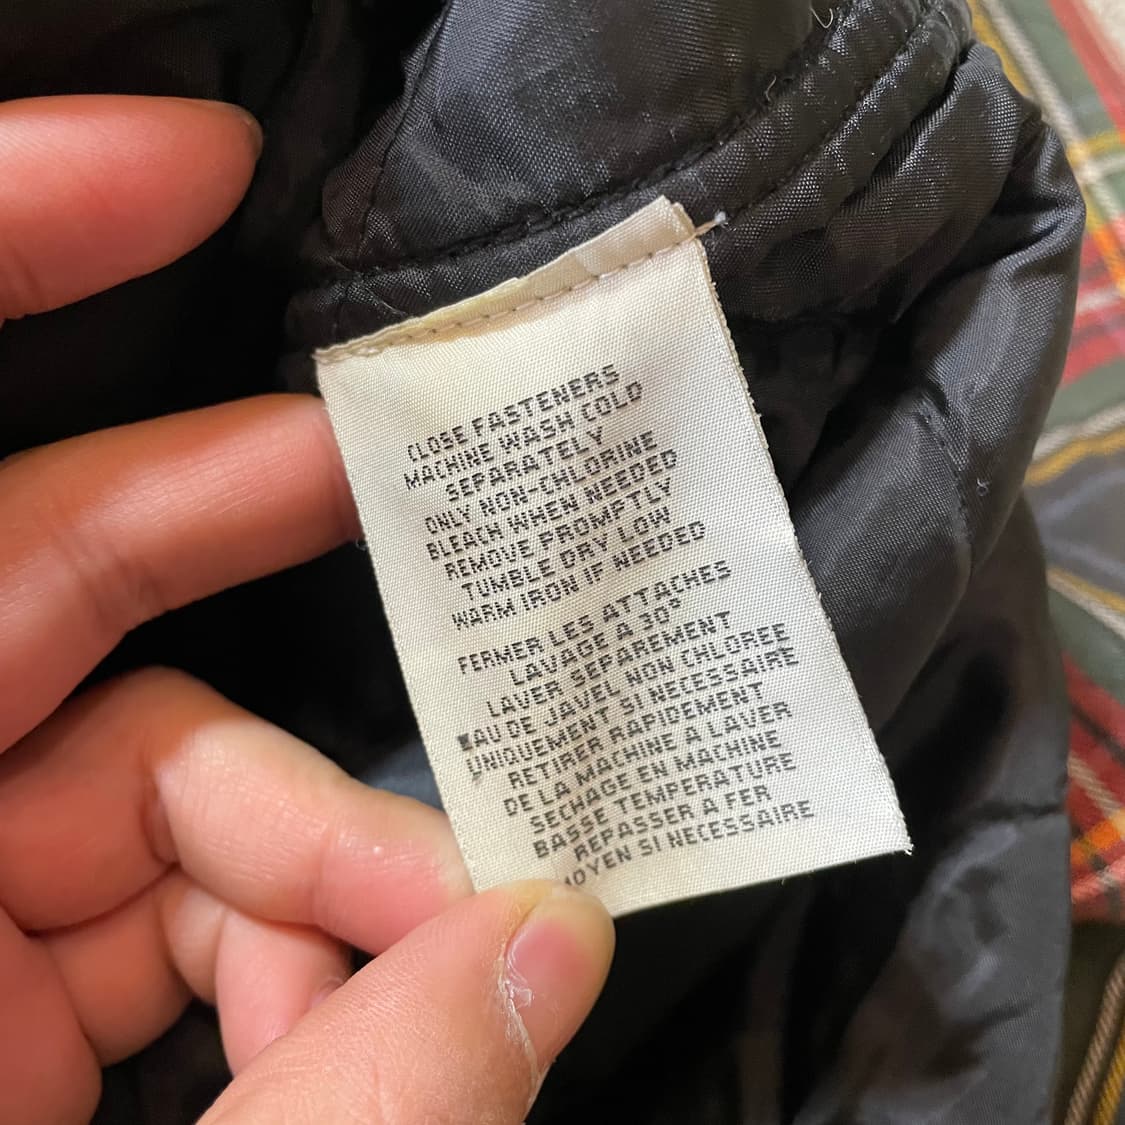 CLOSE FASTENERS
MACHINE WASH COLD
SEPARATELY
ONLY NON-CHLORINE
BLEACH WHEN NEEDED
REMOVE PROMPTLY
TUMBLE DRY LOW
WARM IRON IF NEEDED
FERMER LES ATTACHES
LAVAGE A 30°
LAVER SEPAREMENT
EAU DE JAVEL NON CHLOREE
UNIQUEMENT SI NECESSAIRE
RETIRER RAPIDEMENT
DE LA MACHINE A LAVER
SECHAGE EN MACHINE
BASSE TEMPERATURE
REPASSER A FER
MOYEN SI NECESSAIRE